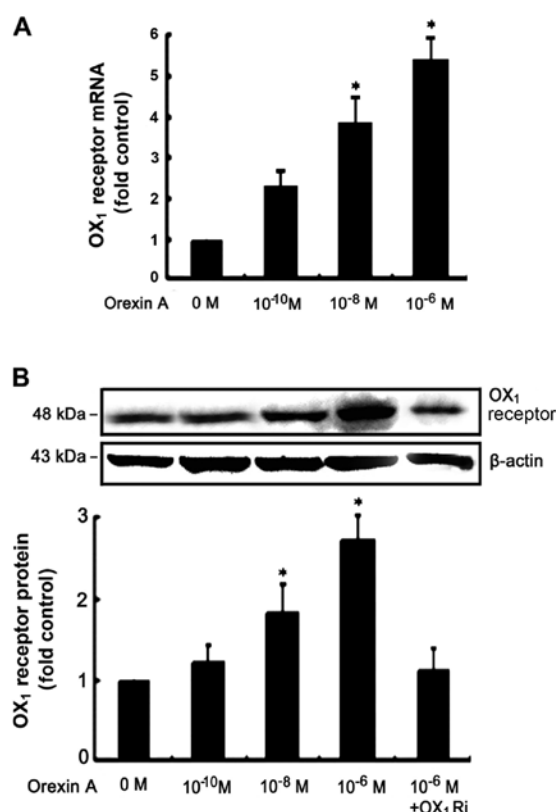 A
OX₁ receptor mRNA
(fold control)
6
5
4
3
2
1
0
*
*
Orexin A 0 M 10⁻¹⁰M 10⁻⁸ M 10⁻⁶ M
B
48 kDa –
OX₁
receptor
43 kDa –
β-actin
OX₁ receptor protein
(fold control)
3
2
1
0
*
*
Orexin A 0 M 10⁻¹⁰M 10⁻⁸ M 10⁻⁶ M 10⁻⁶ M
+OX₁Ri